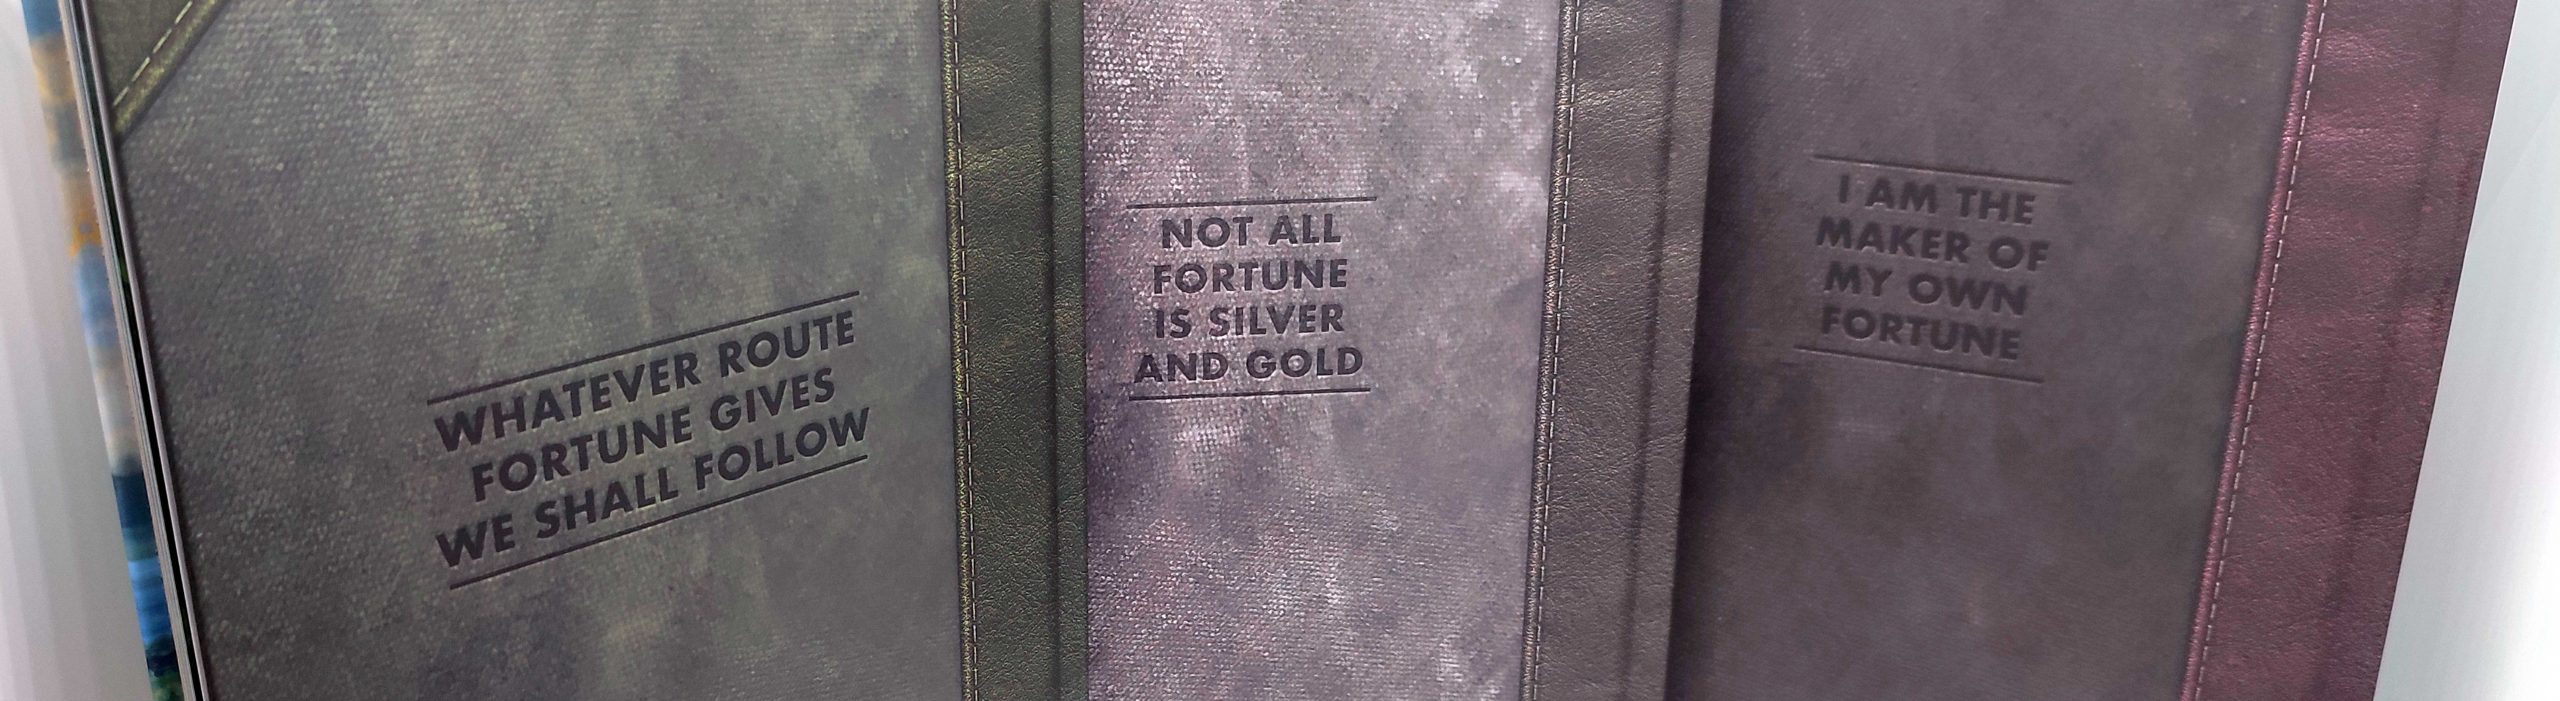 WHATEVER ROUTE
FORTUNE GIVES
WE SHALL FOLLOW
NOT ALL
FORTUNE
IS SILVER
AND GOLD
I AM THE
MAKER OF
MY OWN
FORTUNE